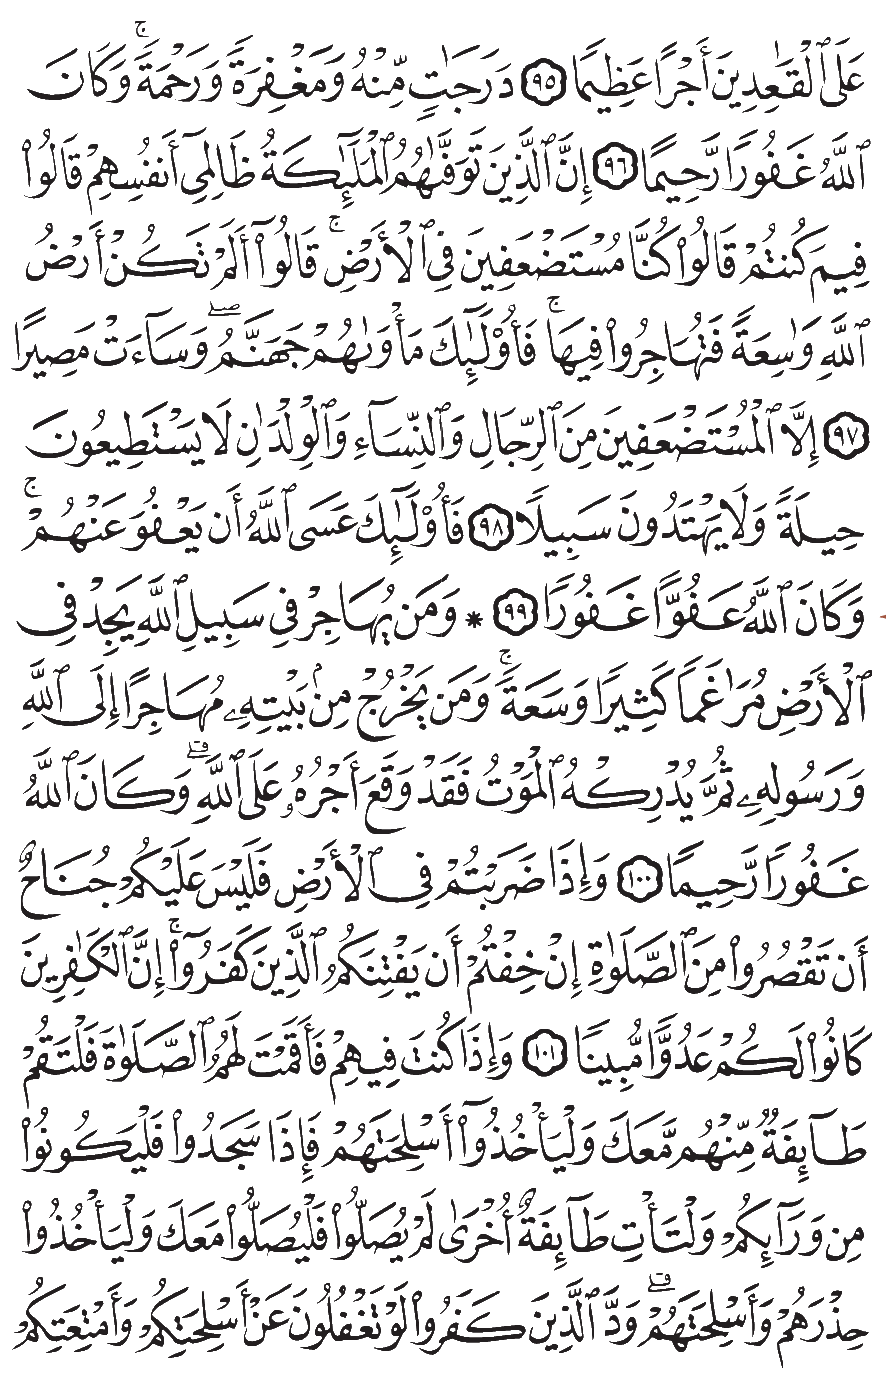 عَلَى ٱلْقَـٰعِدِينَ أَجْرًا عَظِيمًا ٩٥ دَرَجَـٰتٍ مِّنْهُ وَمَغْفِرَةً وَرَحْمَةً ۚ وَكَانَ
ٱللَّهُ غَفُورًا رَّحِيمًا ٩٦ إِنَّ ٱلَّذِينَ تَوَفَّىٰهُمُ ٱلْمَلَـٰٓئِكَةُ ظَالِمِىٓ أَنفُسِهِمْ قَالُوا۟
فِيمَ كُنتُمْ قَالُوا۟ كُنَّا مُسْتَضْعَفِينَ فِى ٱلْأَرْضِ ۚ قَالُوٓا۟ أَلَمْ تَكُنْ أَرْضُ
ٱللَّهِ وَٰسِعَةً فَتُهَاجِرُوا۟ فِيهَا ۚ فَأُو۟لَـٰٓئِكَ مَأْوَىٰهُمْ جَهَنَّمُ ۖ وَسَآءَتْ مَصِيرًا
٩٧ إِلَّا ٱلْمُسْتَضْعَفِينَ مِنَ ٱلرِّجَالِ وَٱلنِّسَآءِ وَٱلْوِلْدَٰنِ لَا يَسْتَطِيعُونَ
حِيلَةً وَلَا يَهْتَدُونَ سَبِيلًا ٩٨ فَأُو۟لَـٰٓئِكَ عَسَى ٱللَّهُ أَن يَعْفُوَ عَنْهُمْ ۚ
وَكَانَ ٱللَّهُ عَفُوًّا غَفُورًا ٩٩ * وَمَن يُهَاجِرْ فِى سَبِيلِ ٱللَّهِ يَجِدْ فِى
ٱلْأَرْضِ مُرَٰغَمًا كَثِيرًا وَسَعَةً ۚ وَمَن يَخْرُجْ مِنۢ بَيْتِهِۦ مُهَاجِرًا إِلَى ٱللَّهِ
وَرَسُولِهِۦ ثُمَّ يُدْرِكْهُ ٱلْمَوْتُ فَقَدْ وَقَعَ أَجْرُهُۥ عَلَى ٱللَّهِ ۗ وَكَانَ ٱللَّهُ
غَفُورًا رَّحِيمًا ١٠٠ وَإِذَا ضَرَبْتُمْ فِى ٱلْأَرْضِ فَلَيْسَ عَلَيْكُمْ جُنَاحٌ
أَن تَقْصُرُوا۟ مِنَ ٱلصَّلَوٰةِ إِنْ خِفْتُمْ أَن يَفْتِنَكُمُ ٱلَّذِينَ كَفَرُوٓا۟ ۚ إِنَّ ٱلْكَـٰفِرِينَ
كَانُوا۟ لَكُمْ عَدُوًّا مُّبِينًا ١٠١ وَإِذَا كُنتَ فِيهِمْ فَأَقَمْتَ لَهُمُ ٱلصَّلَوٰةَ فَلْتَقُمْ
طَآئِفَةٌ مِّنْهُم مَّعَكَ وَلْيَأْخُذُوٓا۟ أَسْلِحَتَهُمْ فَإِذَا سَجَدُوا۟ فَلْيَكُونُوا۟
مِن وَرَآئِكُمْ وَلْتَأْتِ طَآئِفَةٌ أُخْرَىٰ لَمْ يُصَلُّوا۟ فَلْيُصَلُّوا۟ مَعَكَ وَلْيَأْخُذُوا۟
حِذْرَهُمْ وَأَسْلِحَتَهُمْ ۗ وَدَّ ٱلَّذِينَ كَفَرُوا۟ لَوْ تَغْفُلُونَ عَنْ أَسْلِحَتِكُمْ وَأَمْتِعَتِكُمْ